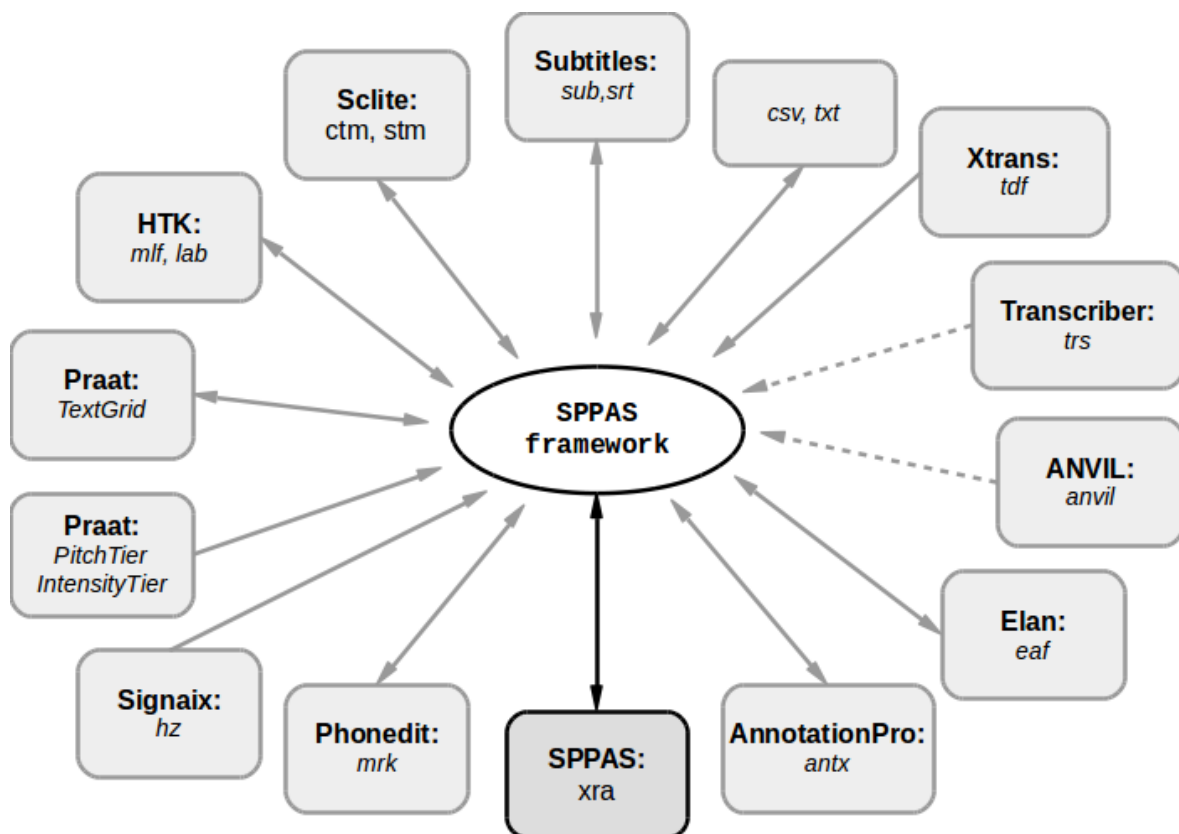 Subtitles:
sub,srt
Sclite:
ctm, stm
csv, txt
Xtrans:
tdf
HTK:
mlf, lab
Transcriber:
trs
Praat:
TextGrid
SPPAS
framework
ANVIL:
anvil
Praat:
PitchTier
IntensityTier
Elan:
eaf
Signaix:
hz
Phonedit:
mrk
SPPAS:
xra
AnnotationPro:
antx